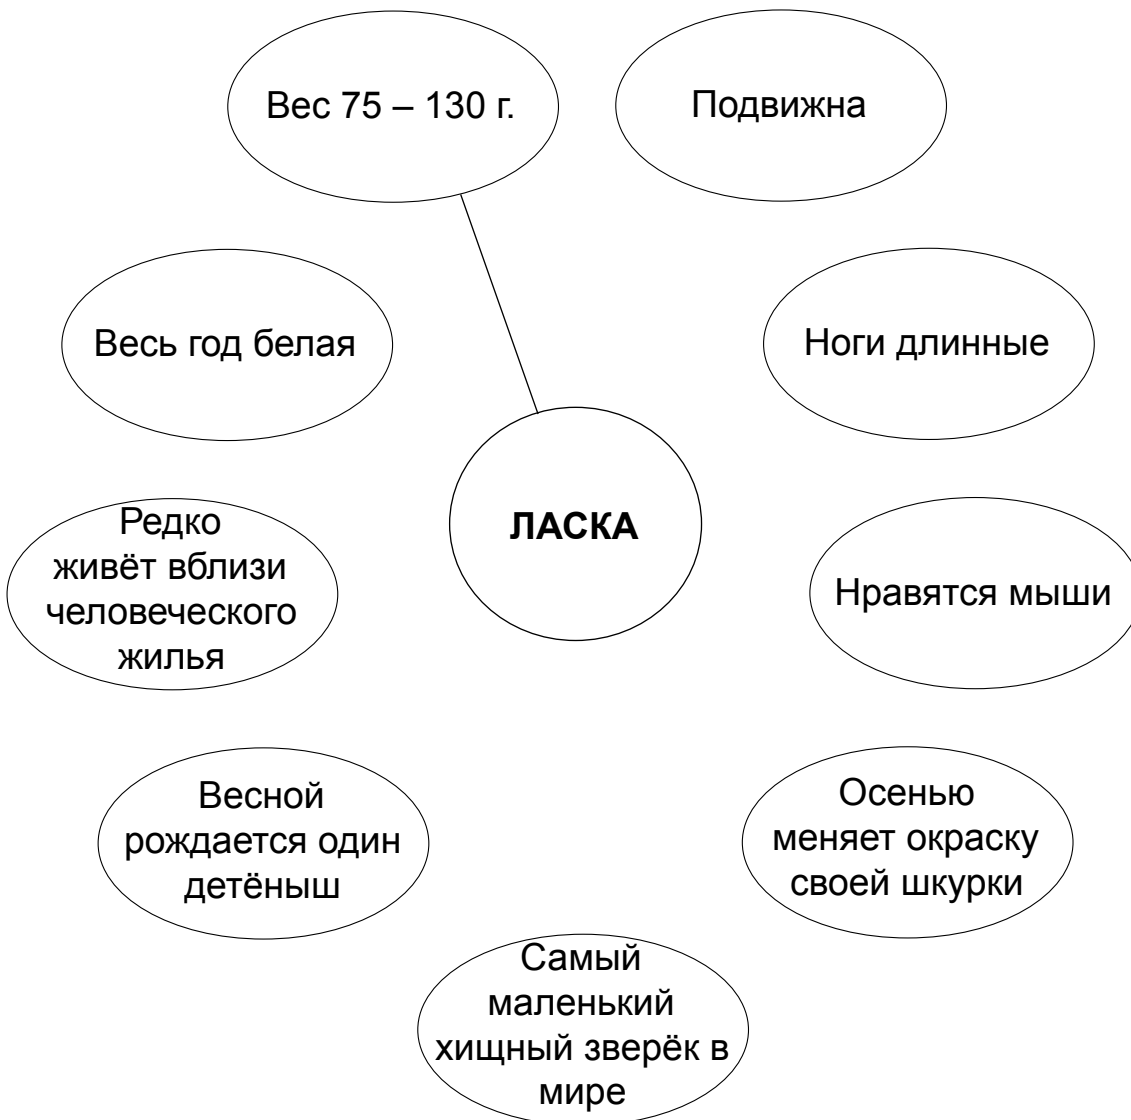 Вес 75 – 130 г.
Подвижна
Весь год белая
Ноги длинные
ЛАСКА
Редко
живёт вблизи
человеческого
жилья
Нравятся мыши
Весной
рождается один
детёныш
Осенью
меняет окраску
своей шкурки
Самый
маленький
хищный зверёк в
мире